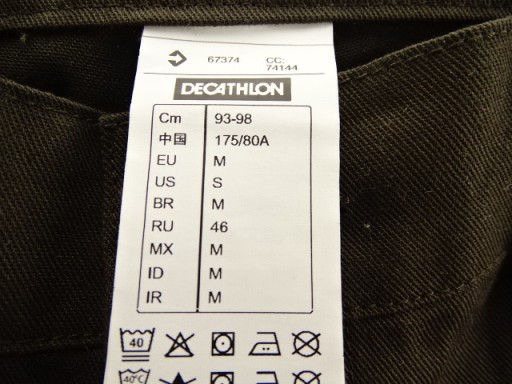 67374 CC: 74144
DECATHLON
Cm 93-98
中国 175/80A
EU M
US S
BR M
RU 46
MX M
ID M
IR M
40
40°C